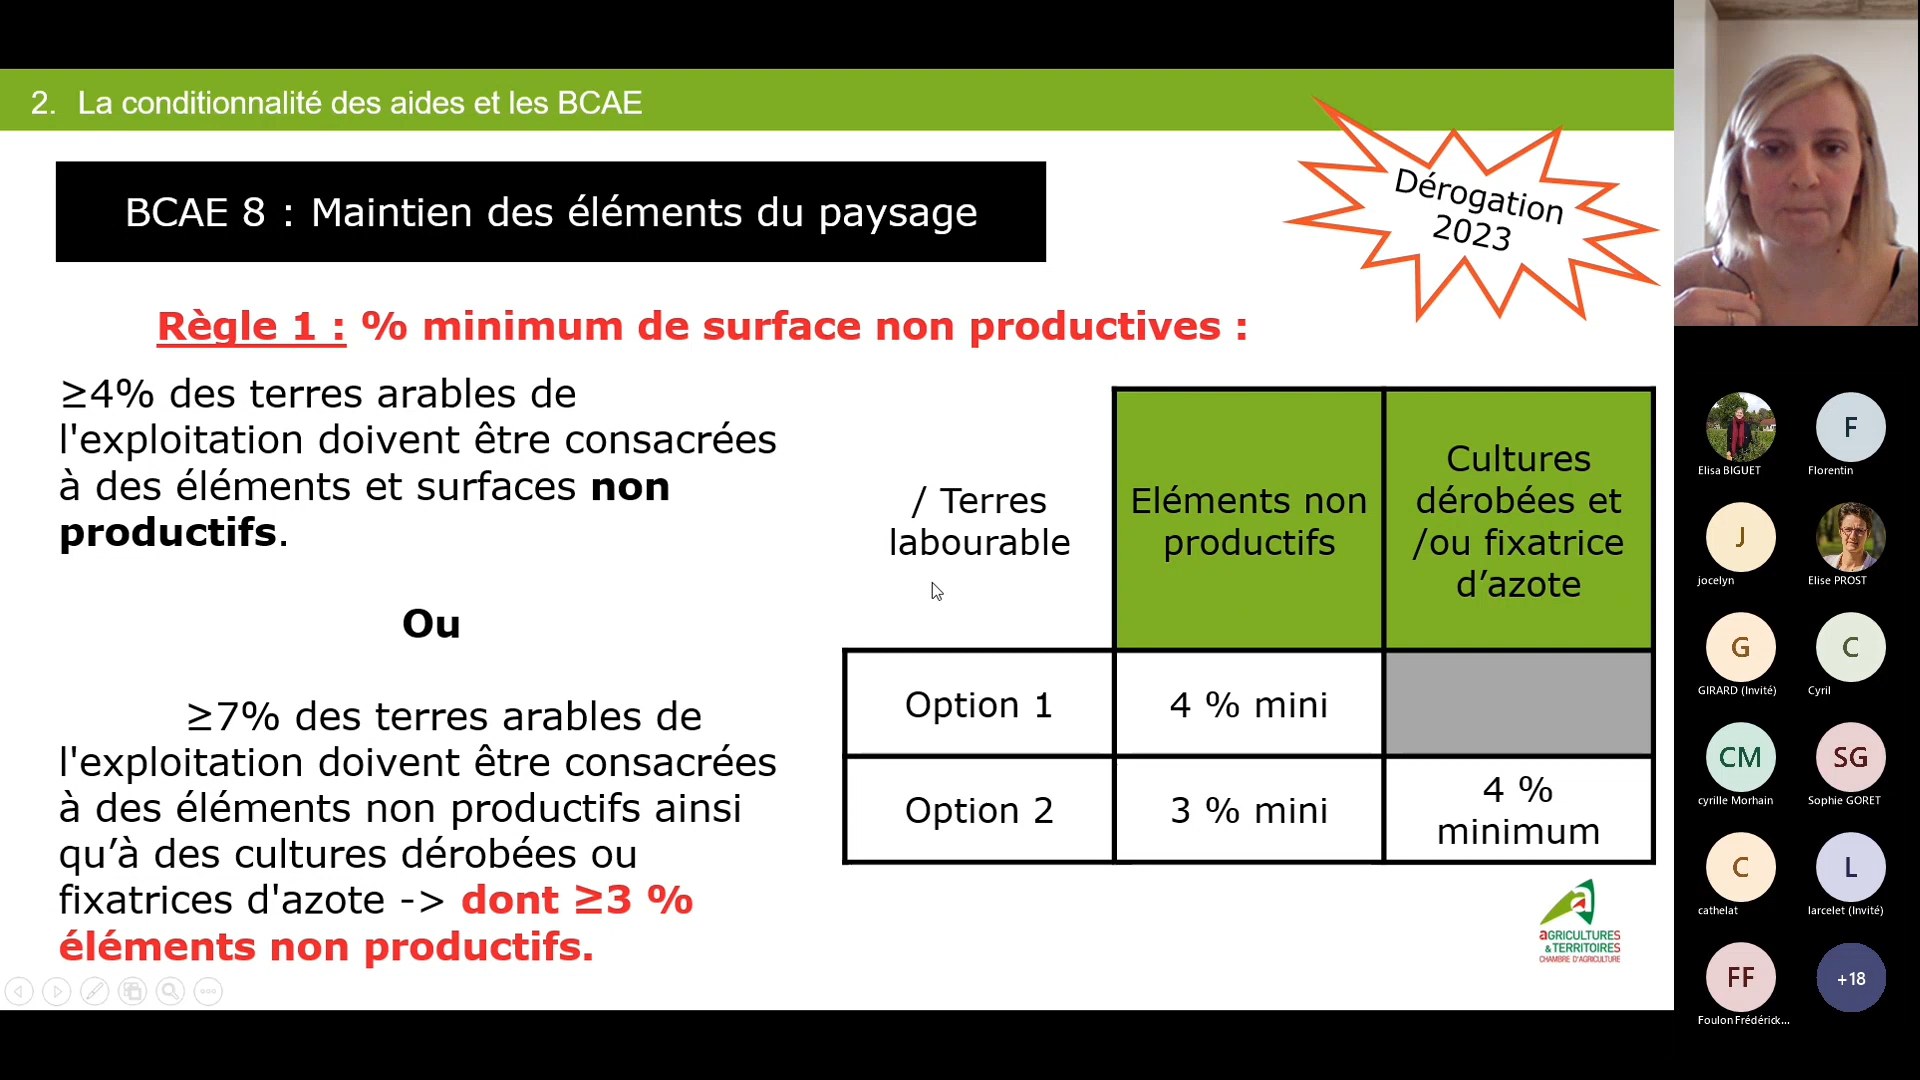 2. La conditionnalité des aides et les BCAE
BCAE 8 : Maintien des éléments du paysage
Dérogation
2023
Règle 1 : % minimum de surface non productives :
≥4% des terres arables de
l'exploitation doivent être consacrées
à des éléments et surfaces non
productifs.
Ou
≥7% des terres arables de
l'exploitation doivent être consacrées
à des éléments non productifs ainsi
qu’à des cultures dérobées ou
fixatrices d'azote -> dont ≥3 %
éléments non productifs.
/ Terres
labourable
Eléments non
productifs
Cultures
dérobées et
/ou fixatrice
d’azote
Option 1
4 % mini
Option 2
3 % mini
4 %
minimum
a
AGRICULTURES
& TERRITOIRES
CHAMBRE D'AGRICULTURE
Elisa BIGUET
F
Florentin
J
jocelyn
Elise PROST
G
GIRARD (Invité)
C
Cyril
CM
cyrille Morhain
SG
Sophie GORET
C
cathelat
L
larcelet (Invité)
FF
Foulon Frédérick...
+18